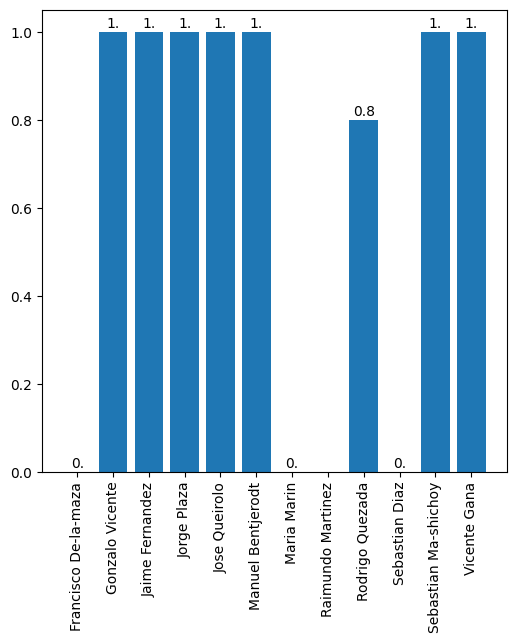 1. 1. 1. 1. 1. 1. 1.
1.0
0.8
0.8
0.6
0.4
0.2
0. 0. 0.
0.0
Francisco De-la-maza
Gonzalo Vicente
Jaime Fernandez
Jorge Plaza
Jose Queirolo
Manuel Bentjerodt
Maria Marin
Raimundo Martinez
Rodrigo Quezada
Sebastian Diaz
Sebastian Ma-shichoy
Vicente Gana